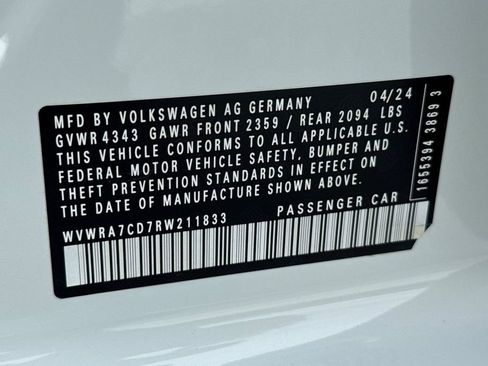 MFD BY VOLKSWAGEN AG GERMANY 04/24
GVWR 4343 GAWR FRONT 2359 / REAR 2094 LBS
THIS VEHICLE CONFORMS TO ALL APPLICABLE U.S.
FEDERAL MOTOR VEHICLE SAFETY, BUMPER AND
THEFT PREVENTION STANDARDS IN EFFECT ON
THE DATE OF MANUFACTURE SHOWN ABOVE.
WVWRA7CD7RW211833 PASSENGER CAR
1655394 3869 3